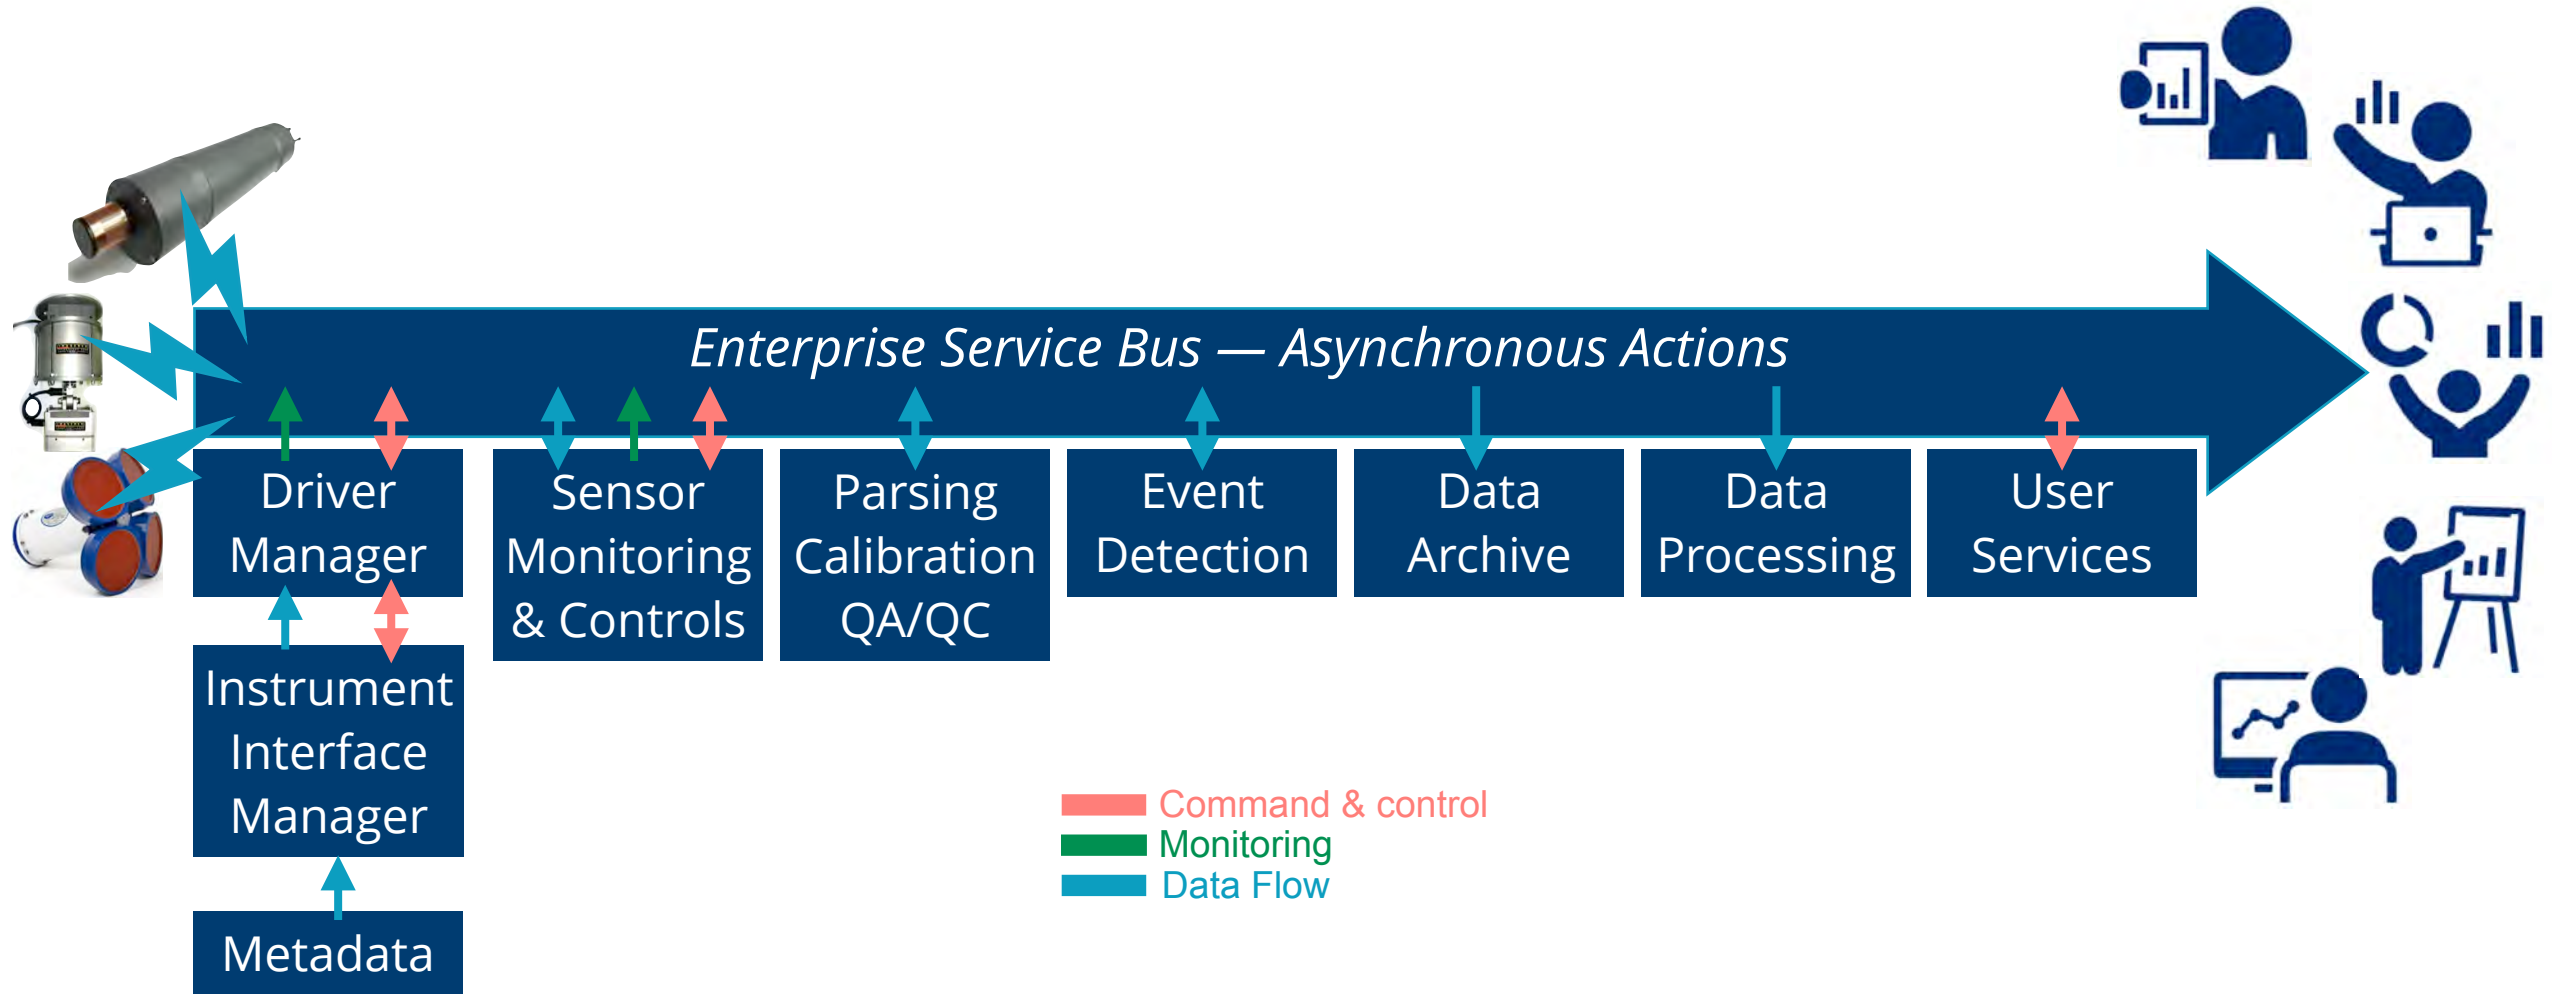 Enterprise Service Bus — Asynchronous Actions
Driver
Manager
Sensor
Monitoring
& Controls
Parsing
Calibration
QA/QC
Event
Detection
Data
Archive
Data
Processing
User
Services
Instrument
Interface
Manager
Metadata
Command & control
Monitoring
Data Flow